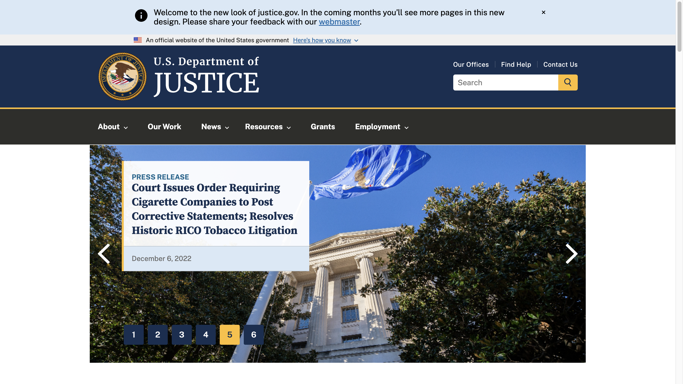 Welcome to the new look of justice.gov. In the coming months you'll see more pages in this new
design. Please share your feedback with our webmaster.
An official website of the United States government Here's how you know
U.S. Department of
JUSTICE
Our Offices Find Help Contact Us
Search
About Our Work News Resources Grants Employment
PRESS RELEASE
Court Issues Order Requiring
Cigarette Companies to Post
Corrective Statements; Resolves
Historic RICO Tobacco Litigation
December 6, 2022
1 2 3 4 5 6